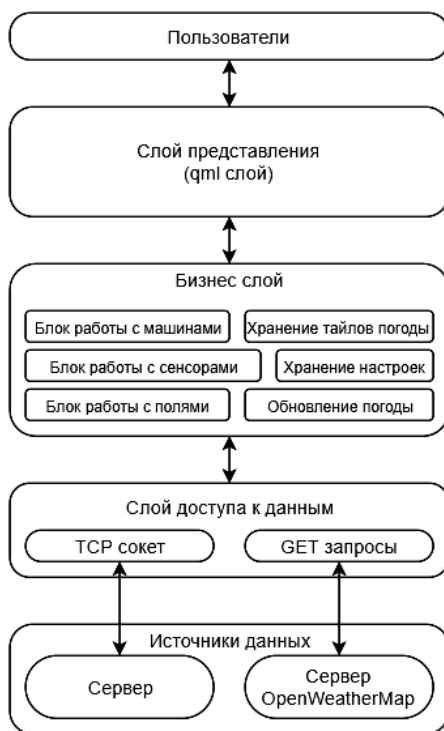 Пользователи
Слой представления
(qml слой)
Бизнес слой
Блок работы с машинами
Хранение тайлов погоды
Блок работы с сенсорами
Хранение настроек
Блок работы с полями
Обновление погоды
Слой доступа к данным
TCP сокет
GET запросы
Источники данных
Сервер
Сервер
OpenWeatherMap